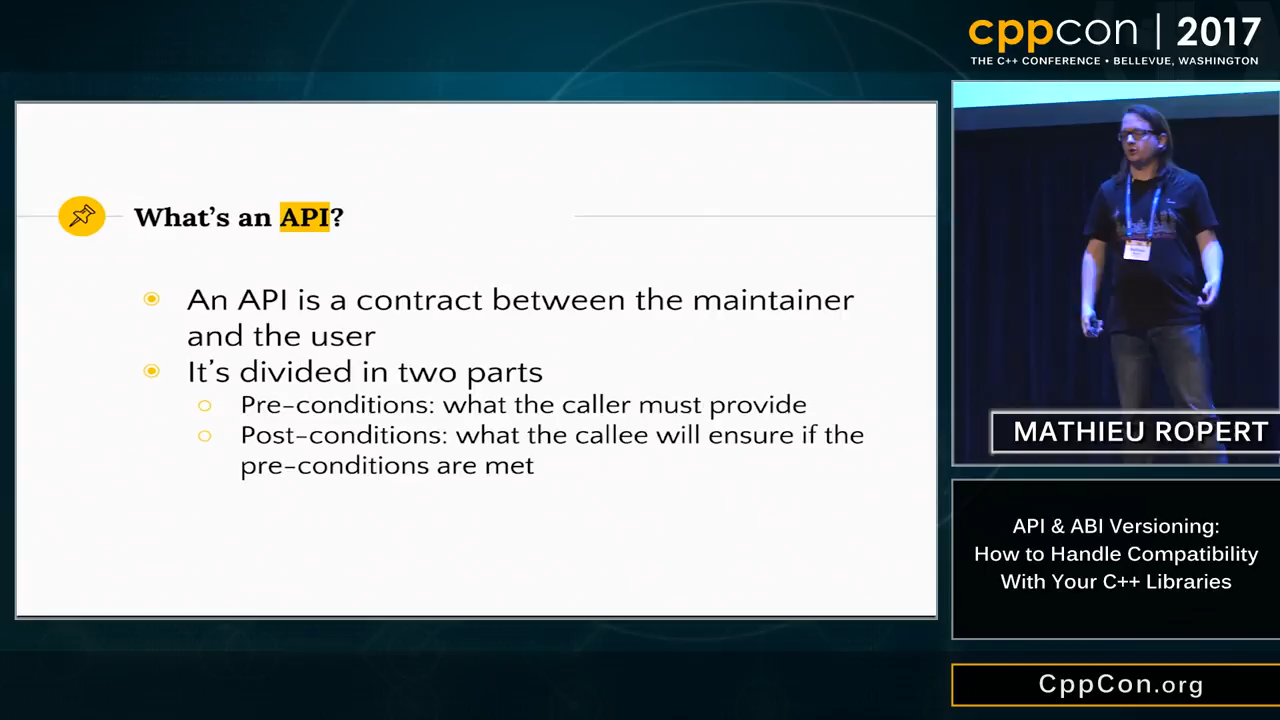 cppcon | 2017
THE C++ CONFERENCE • BELLEVUE, WASHINGTON
What's an API?
An API is a contract between the maintainer
and the user
It's divided in two parts
Pre-conditions: what the caller must provide
Post-conditions: what the callee will ensure if the
pre-conditions are met
MATHIEU ROPERT
API & ABI Versioning:
How to Handle Compatibility
With Your C++ Libraries
CppCon.org